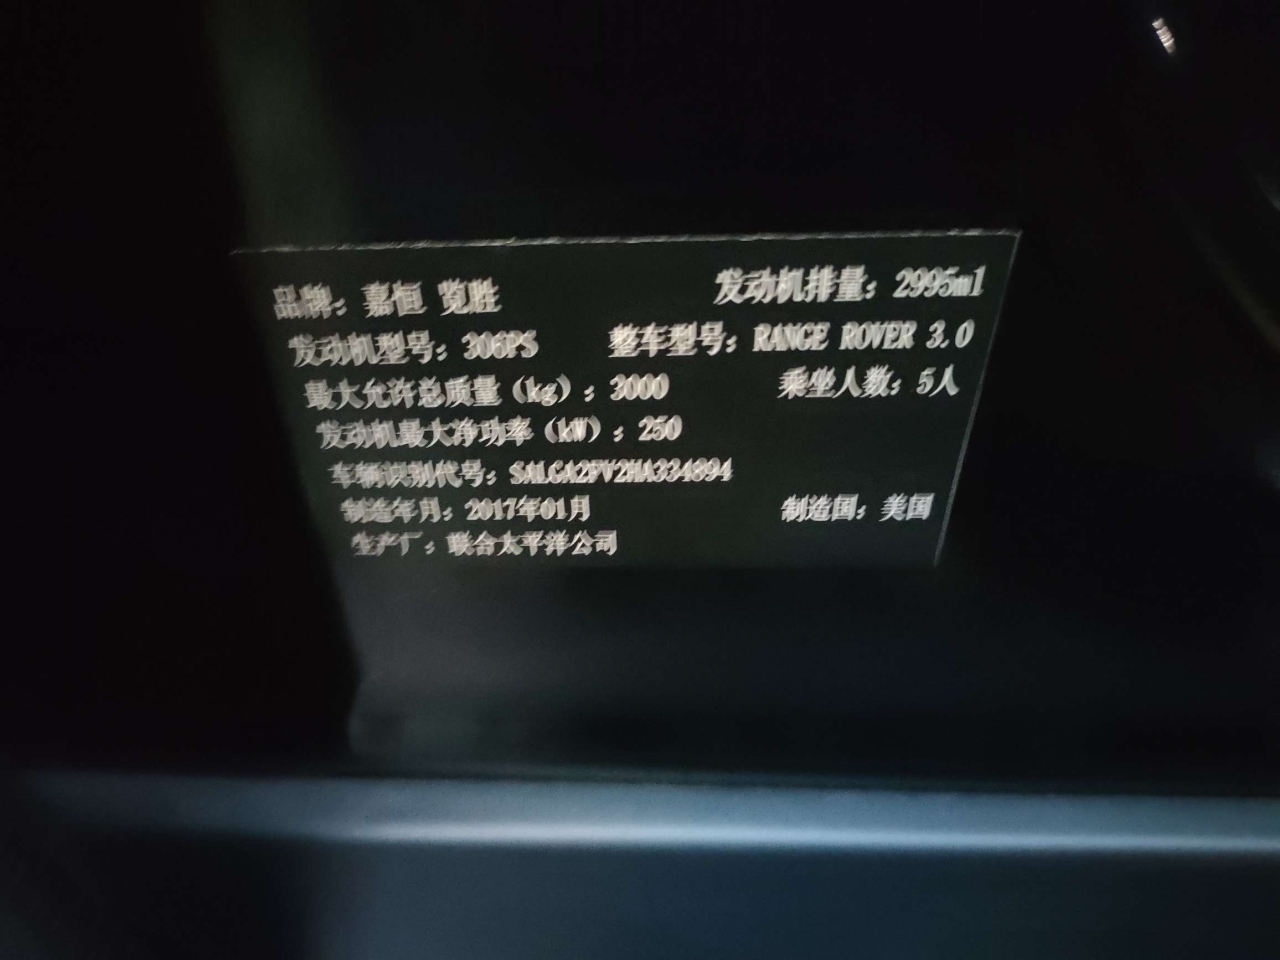 品牌：嘉恒 览胜 发动机排量：2995ml
发动机型号：306PS 整车型号：RANGE ROVER 3.0
最大允许总质量（kg）：3000 乘坐人数：5人
发动机最大净功率（kW）：250
车辆识别代号：SALGA2FV2HA334894
制造年月：2017年01月 制造国：美国
生产厂：联合太平洋公司